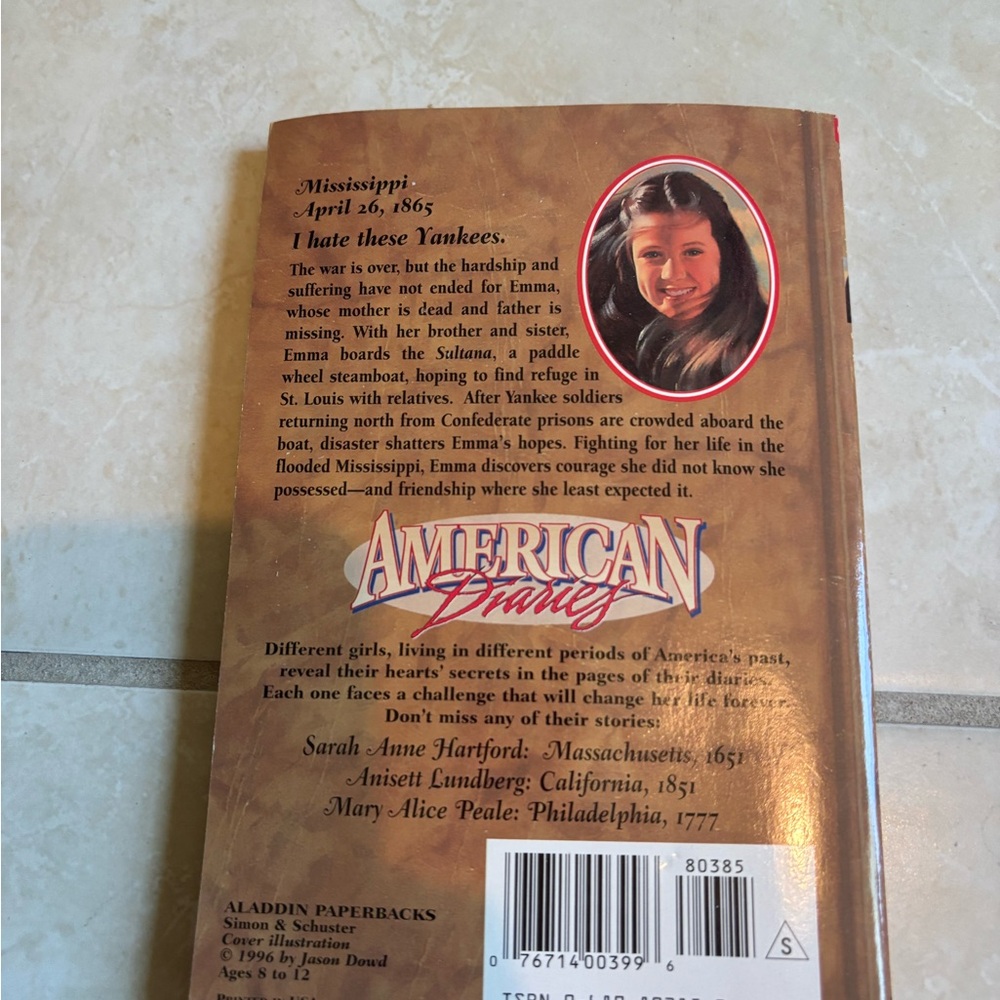 Mississippi
April 26, 1865
I hate these Yankees.
The war is over, but the hardship and
suffering have not ended for Emma,
whose mother is dead and father is
missing. With her brother and sister,
Emma boards the Sultana, a paddle
wheel steamboat, hoping to find refuge in
St. Louis with relatives. After Yankee soldiers
returning north from Confederate prisons are crowded aboard the
boat, disaster shatters Emma's hopes. Fighting for her life in the
flooded Mississippi, Emma discovers courage she did not know she
possessed—and friendship where she least expected it.
AMERICAN
Diaries
Different girls, living in different periods of America's past,
reveal their hearts' secrets in the pages of their diaries.
Each one faces a challenge that will change her life forever.
Don't miss any of their stories:
Sarah Anne Hartford: Massachusetts, 1651
Anisett Lundberg: California, 1851
Mary Alice Peale: Philadelphia, 1777
80385
S
0 76714 00399 6
ALADDIN PAPERBACKS
Simon & Schuster
Cover illustration
© 1996 by Jason Dowd
Ages 8 to 12
PRINTED IN USA
ISBN